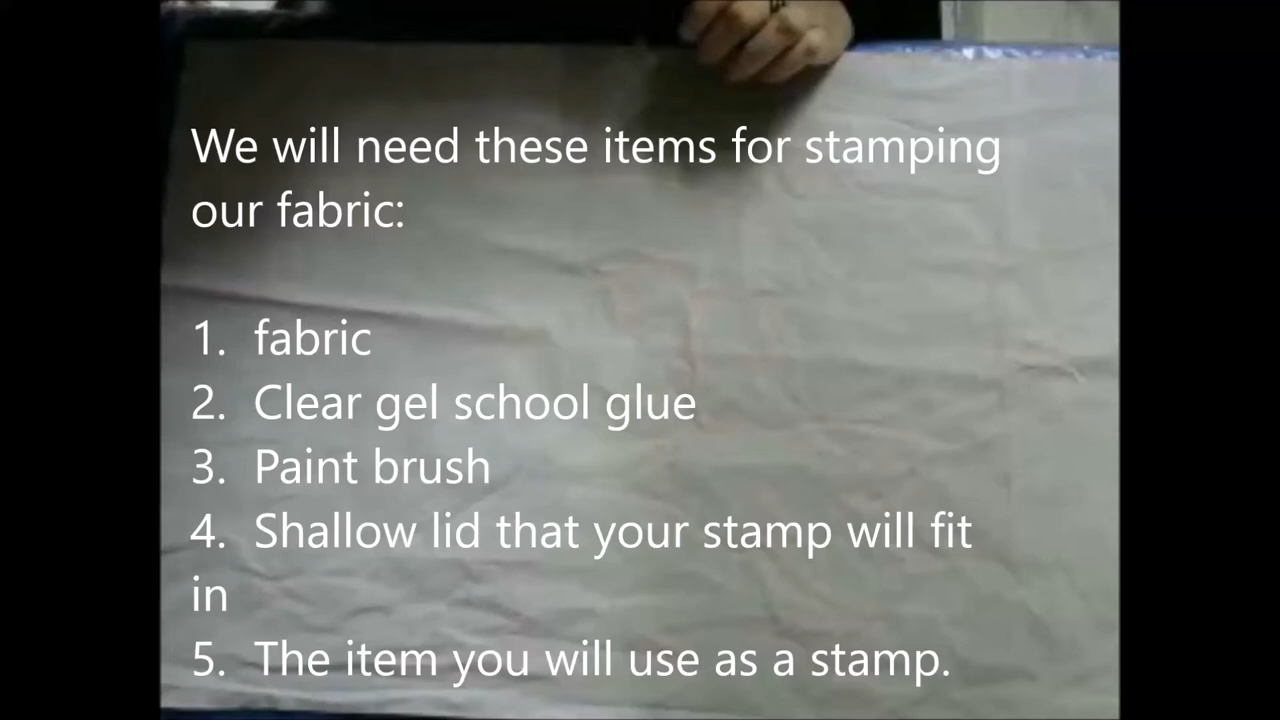 We will need these items for stamping
our fabric:
1. fabric
2. Clear gel school glue
3. Paint brush
4. Shallow lid that your stamp will fit
in
5. The item you will use as a stamp.